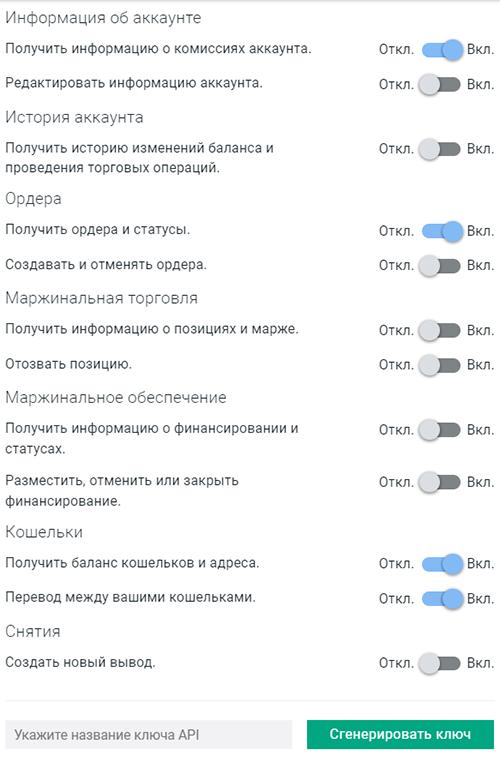 Информация об аккаунте
Получить информацию о комиссиях аккаунта. Откл. Вкл.
Редактировать информацию аккаунта. Откл. Вкл.
История аккаунта
Получить историю изменений баланса и Откл. Вкл.
проведения торговых операций.
Ордера
Получить ордера и статусы. Откл. Вкл.
Создавать и отменять ордера. Откл. Вкл.
Маржинальная торговля
Получить информацию о позициях и марже. Откл. Вкл.
Отозвать позицию. Откл. Вкл.
Маржинальное обеспечение
Получить информацию о финансировании и Откл. Вкл.
статусах.
Разместить, отменить или закрыть Откл. Вкл.
финансирование.
Кошельки
Получить баланс кошельков и адреса. Откл. Вкл.
Перевод между вашими кошельками. Откл. Вкл.
Снятия
Создать новый вывод. Откл. Вкл.
Укажите название ключа API Сгенерировать ключ